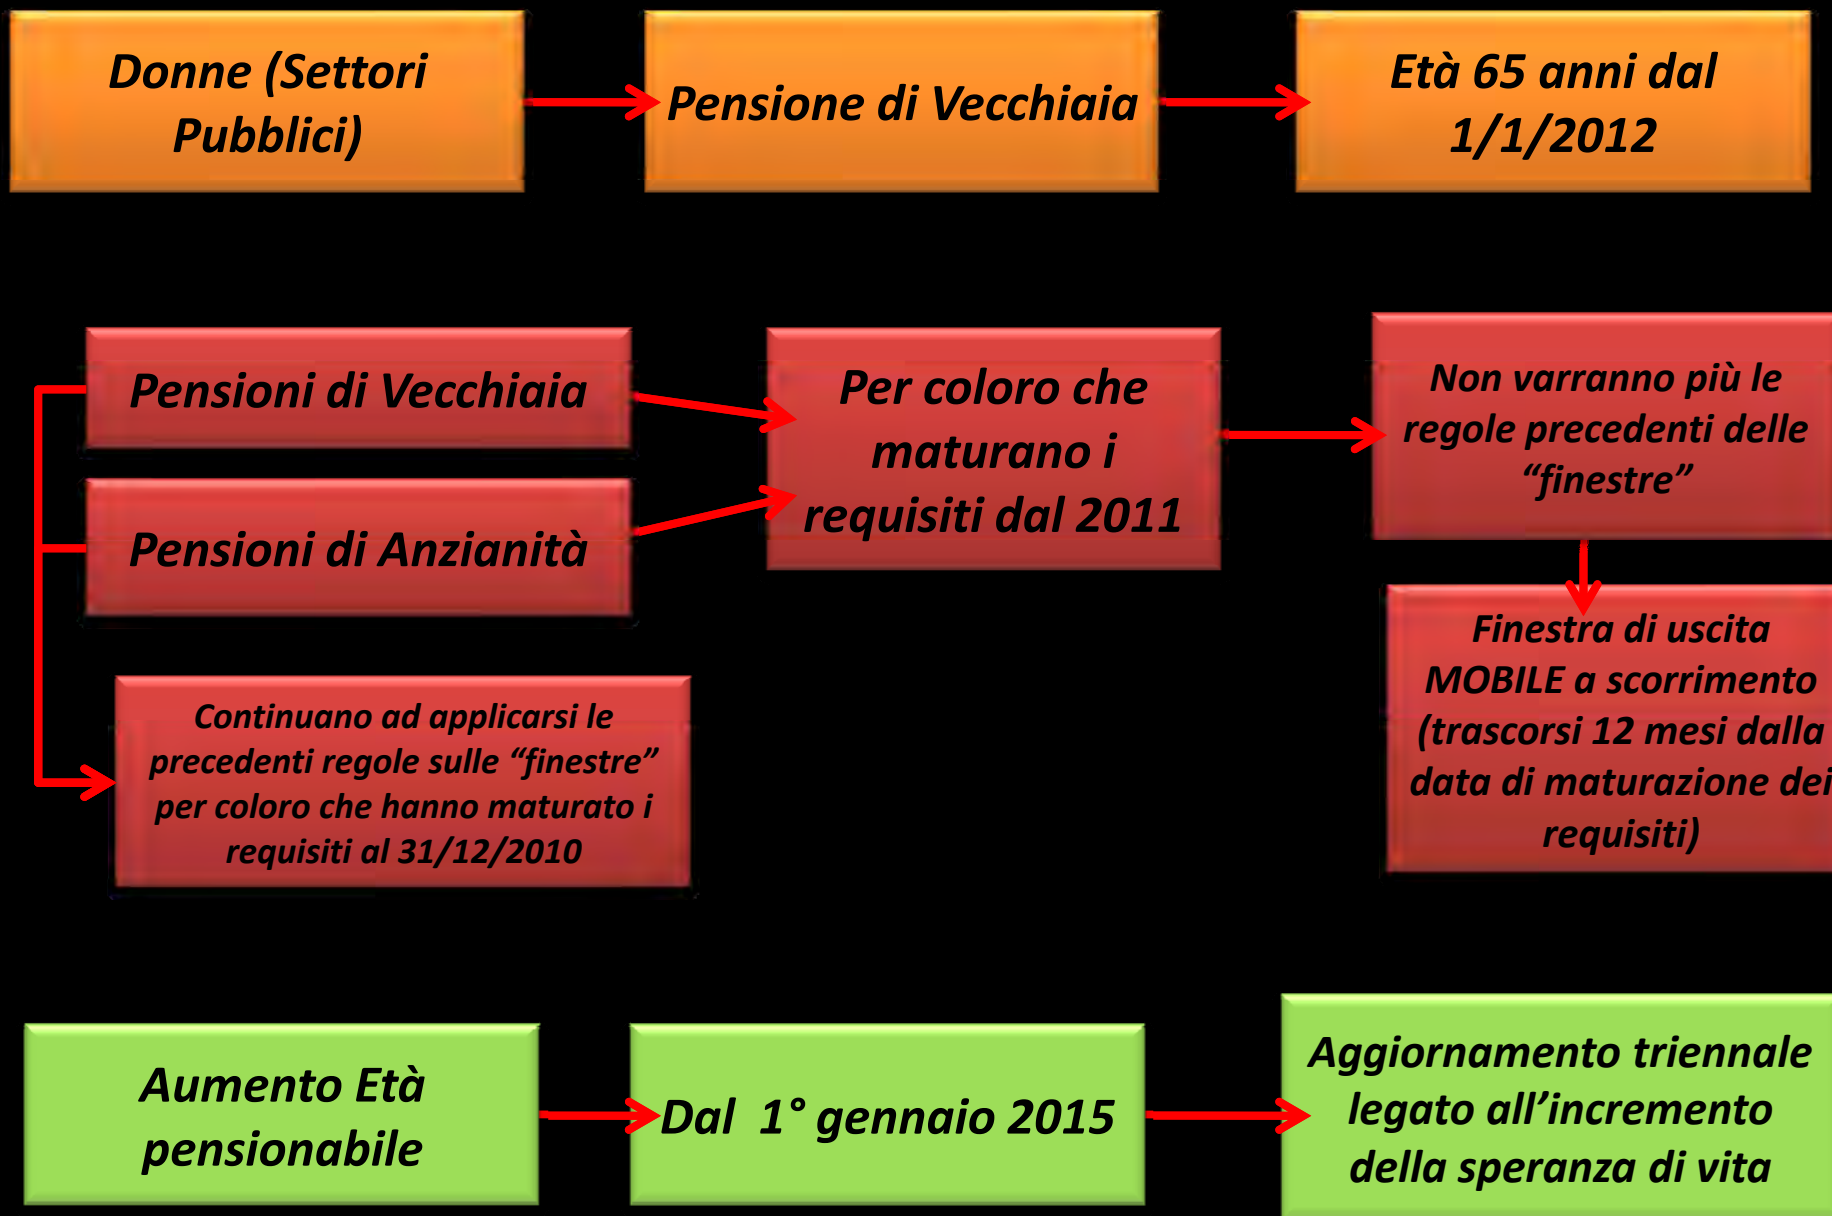 Donne (Settori
Pubblici)
Pensione di Vecchiaia
Età 65 anni dal
1/1/2012
Pensioni di Vecchiaia
Pensioni di Anzianità
Per coloro che
maturano i
requisiti dal 2011
Non varranno più le
regole precedenti delle
“finestre”
Finestra di uscita
MOBILE a scorrimento
(trascorsi 12 mesi dalla
data di maturazione dei
requisiti)
Continuano ad applicarsi le
precedenti regole sulle “finestre”
per coloro che hanno maturato i
requisiti al 31/12/2010
Aumento Età
pensionabile
Dal 1° gennaio 2015
Aggiornamento triennale
legato all’incremento
della speranza di vita